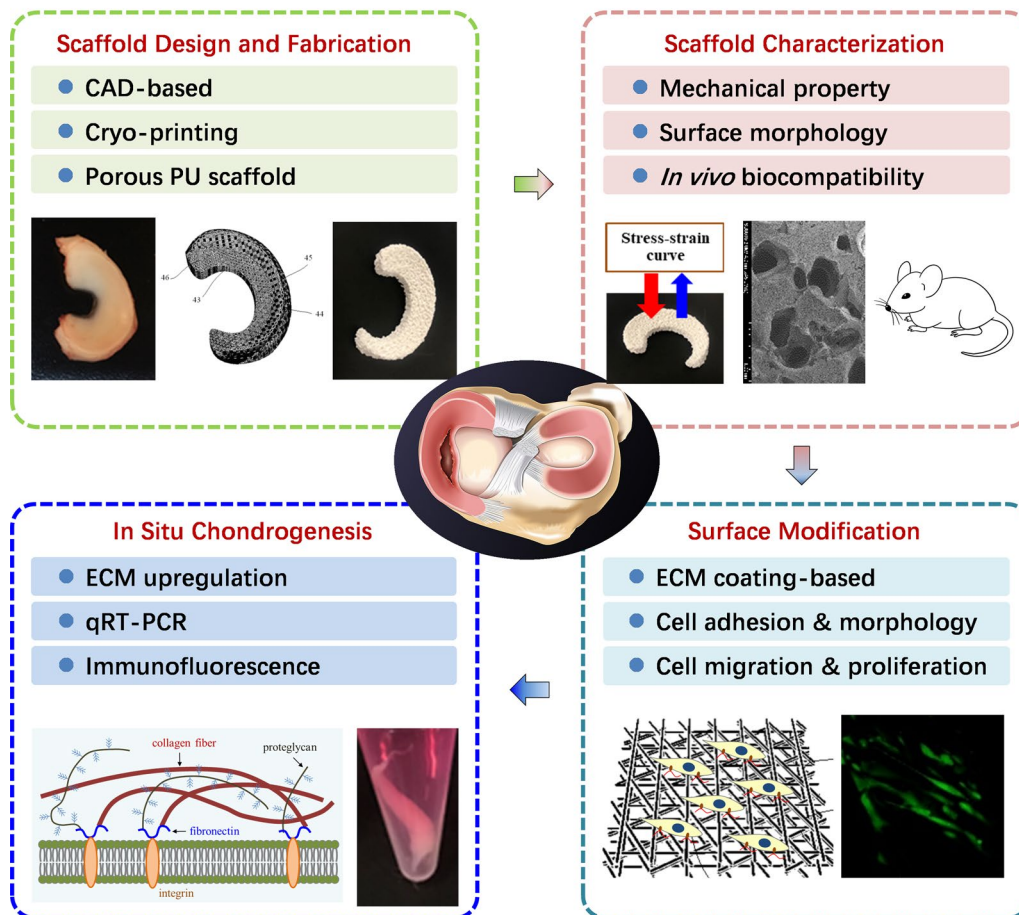 Scaffold Design and Fabrication
CAD-based
Cryo-printing
Porous PU scaffold
46
43
45
44
Scaffold Characterization
Mechanical property
Surface morphology
In vivo biocompatibility
Stress-strain
curve
Surface Modification
ECM coating-based
Cell adhesion & morphology
Cell migration & proliferation
In Situ Chondrogenesis
ECM upregulation
qRT-PCR
Immunofluorescence
collagen fiber
proteglycan
fibronectin
integrin